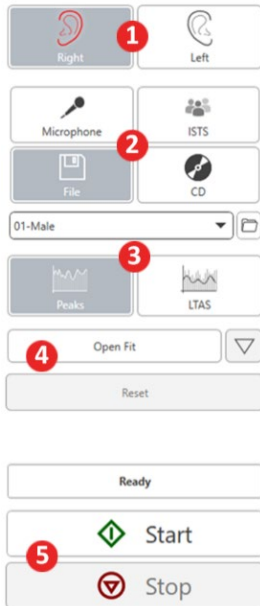 1
Right Left
Microphone ISTS
2
File CD
01-Male
3
Peaks LTAS
Open Fit
4
Reset
Ready
Start
5
Stop